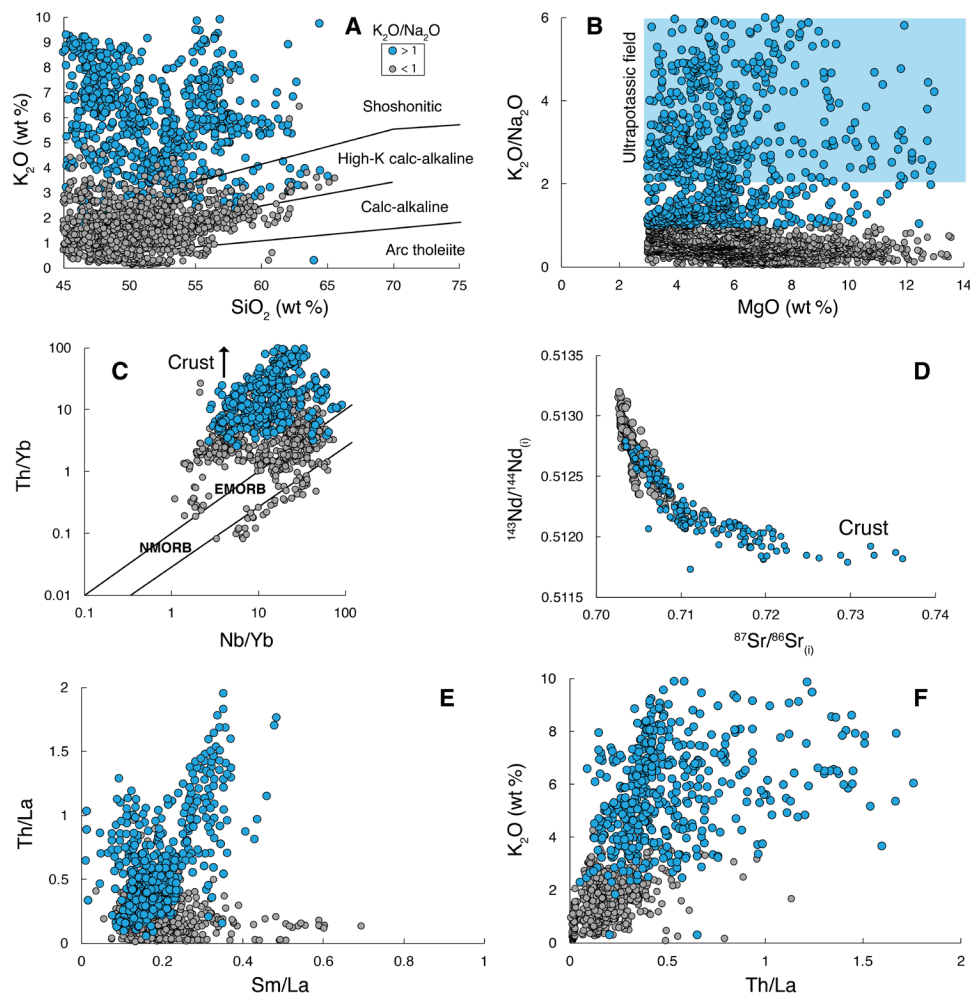 A
K₂O/Na₂O
> 1
< 1
10
9
8
7
6
5
4
3
2
1
0
K₂O (wt %)
Shoshonitic
High-K calc-alkaline
Calc-alkaline
Arc tholeiite
45 50 55 60 65 70 75
SiO₂ (wt %)
B
Ultrapotassic field
6
4
2
0
K₂O/Na₂O
0 2 4 6 8 10 12 14
MgO (wt %)
C
Crust
100
10
1
0.1
0.01
Th/Yb
EMORB
NMORB
0.1 1 10 100
Nb/Yb
D
0.5135
0.5130
0.5125
0.5120
0.5115
¹⁴³Nd/¹⁴⁴Nd(i)
Crust
0.70 0.71 0.72 0.73 0.74
⁸⁷Sr/⁸⁶Sr(i)
E
2
1.5
1
0.5
0
Th/La
0 0.2 0.4 0.6 0.8 1
Sm/La
F
10
8
6
4
2
0
K₂O (wt %)
0 0.5 1 1.5 2
Th/La